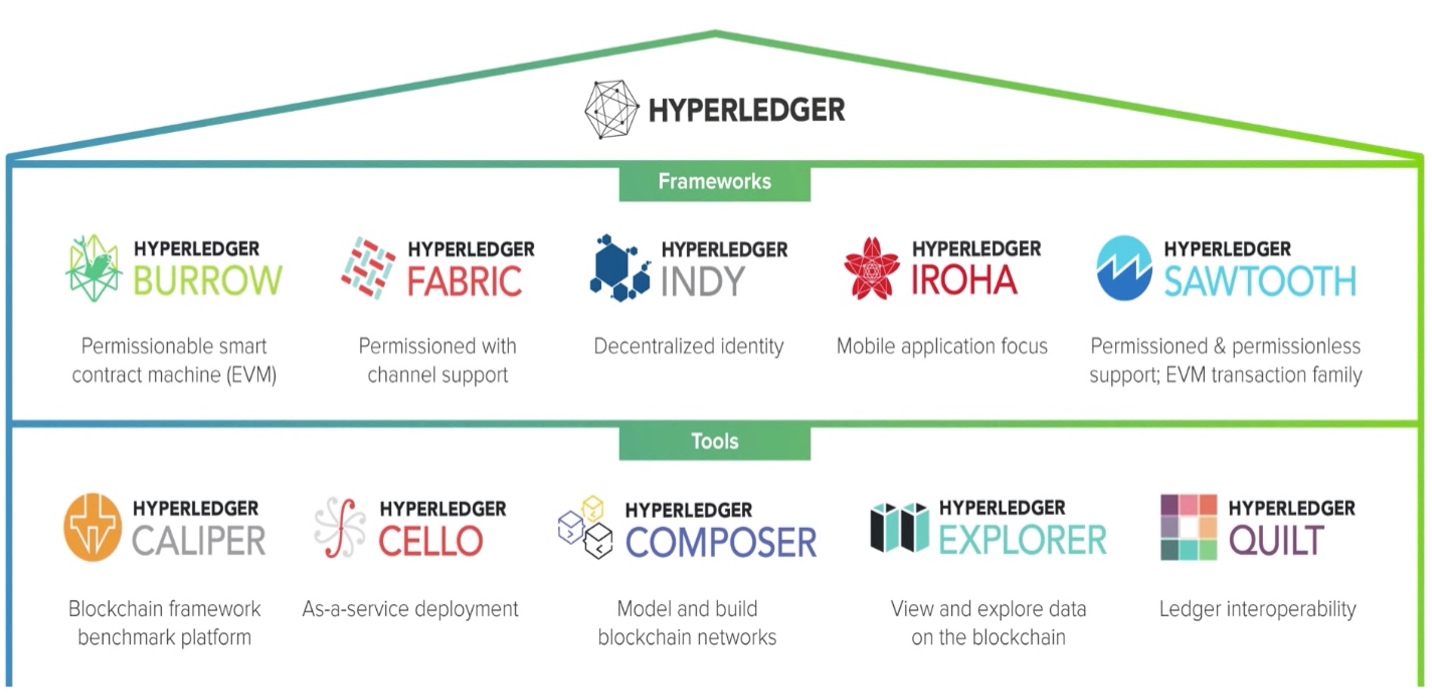 HYPERLEDGER
Frameworks
HYPERLEDGER
BURROW
Permissionable smart
contract machine (EVM)
HYPERLEDGER
FABRIC
Permissioned with
channel support
HYPERLEDGER
INDY
Decentralized identity
HYPERLEDGER
IROHA
Mobile application focus
HYPERLEDGER
SAWTOOTH
Permissioned & permissionless
support; EVM transaction family
Tools
HYPERLEDGER
CALIPER
Blockchain framework
benchmark platform
HYPERLEDGER
CELLO
As-a-service deployment
HYPERLEDGER
COMPOSER
Model and build
blockchain networks
HYPERLEDGER
EXPLORER
View and explore data
on the blockchain
HYPERLEDGER
QUILT
Ledger interoperability